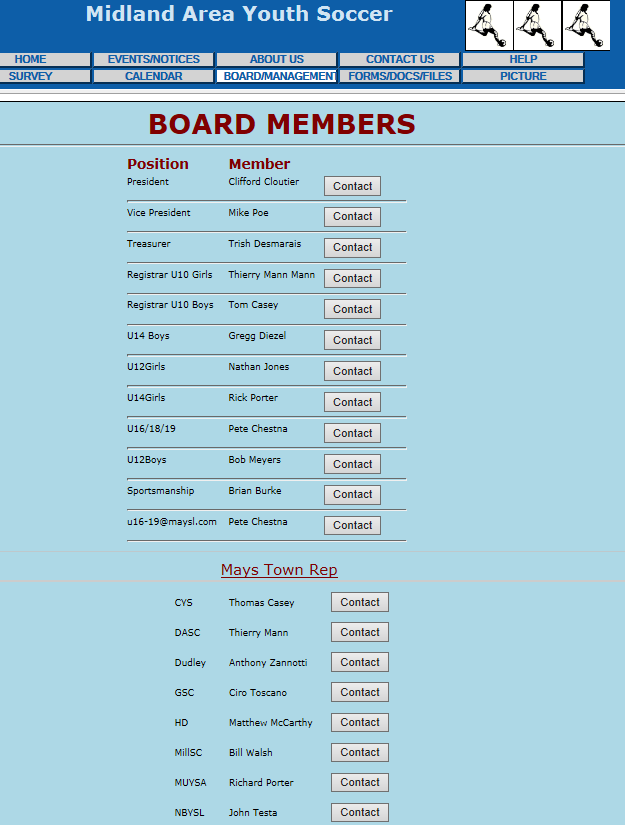 Midland Area Youth Soccer
HOME EVENTS/NOTICES ABOUT US CONTACT US HELP
SURVEY CALENDAR BOARD/MANAGEMENT FORMS/DOCS/FILES PICTURE
BOARD MEMBERS
Position Member
President Clifford Cloutier Contact
Vice President Mike Poe Contact
Treasurer Trish Desmarais Contact
Registrar U10 Girls Thierry Mann Mann Contact
Registrar U10 Boys Tom Casey Contact
U14 Boys Gregg Diezel Contact
U12Girls Nathan Jones Contact
U14Girls Rick Porter Contact
U16/18/19 Pete Chestna Contact
U12Boys Bob Meyers Contact
Sportsmanship Brian Burke Contact
u16-19@maysl.com Pete Chestna Contact
Mays Town Rep
CYS Thomas Casey Contact
DASC Thierry Mann Contact
Dudley Anthony Zannotti Contact
GSC Ciro Toscano Contact
HD Matthew McCarthy Contact
MillSC Bill Walsh Contact
MUYSA Richard Porter Contact
NBYSL John Testa Contact